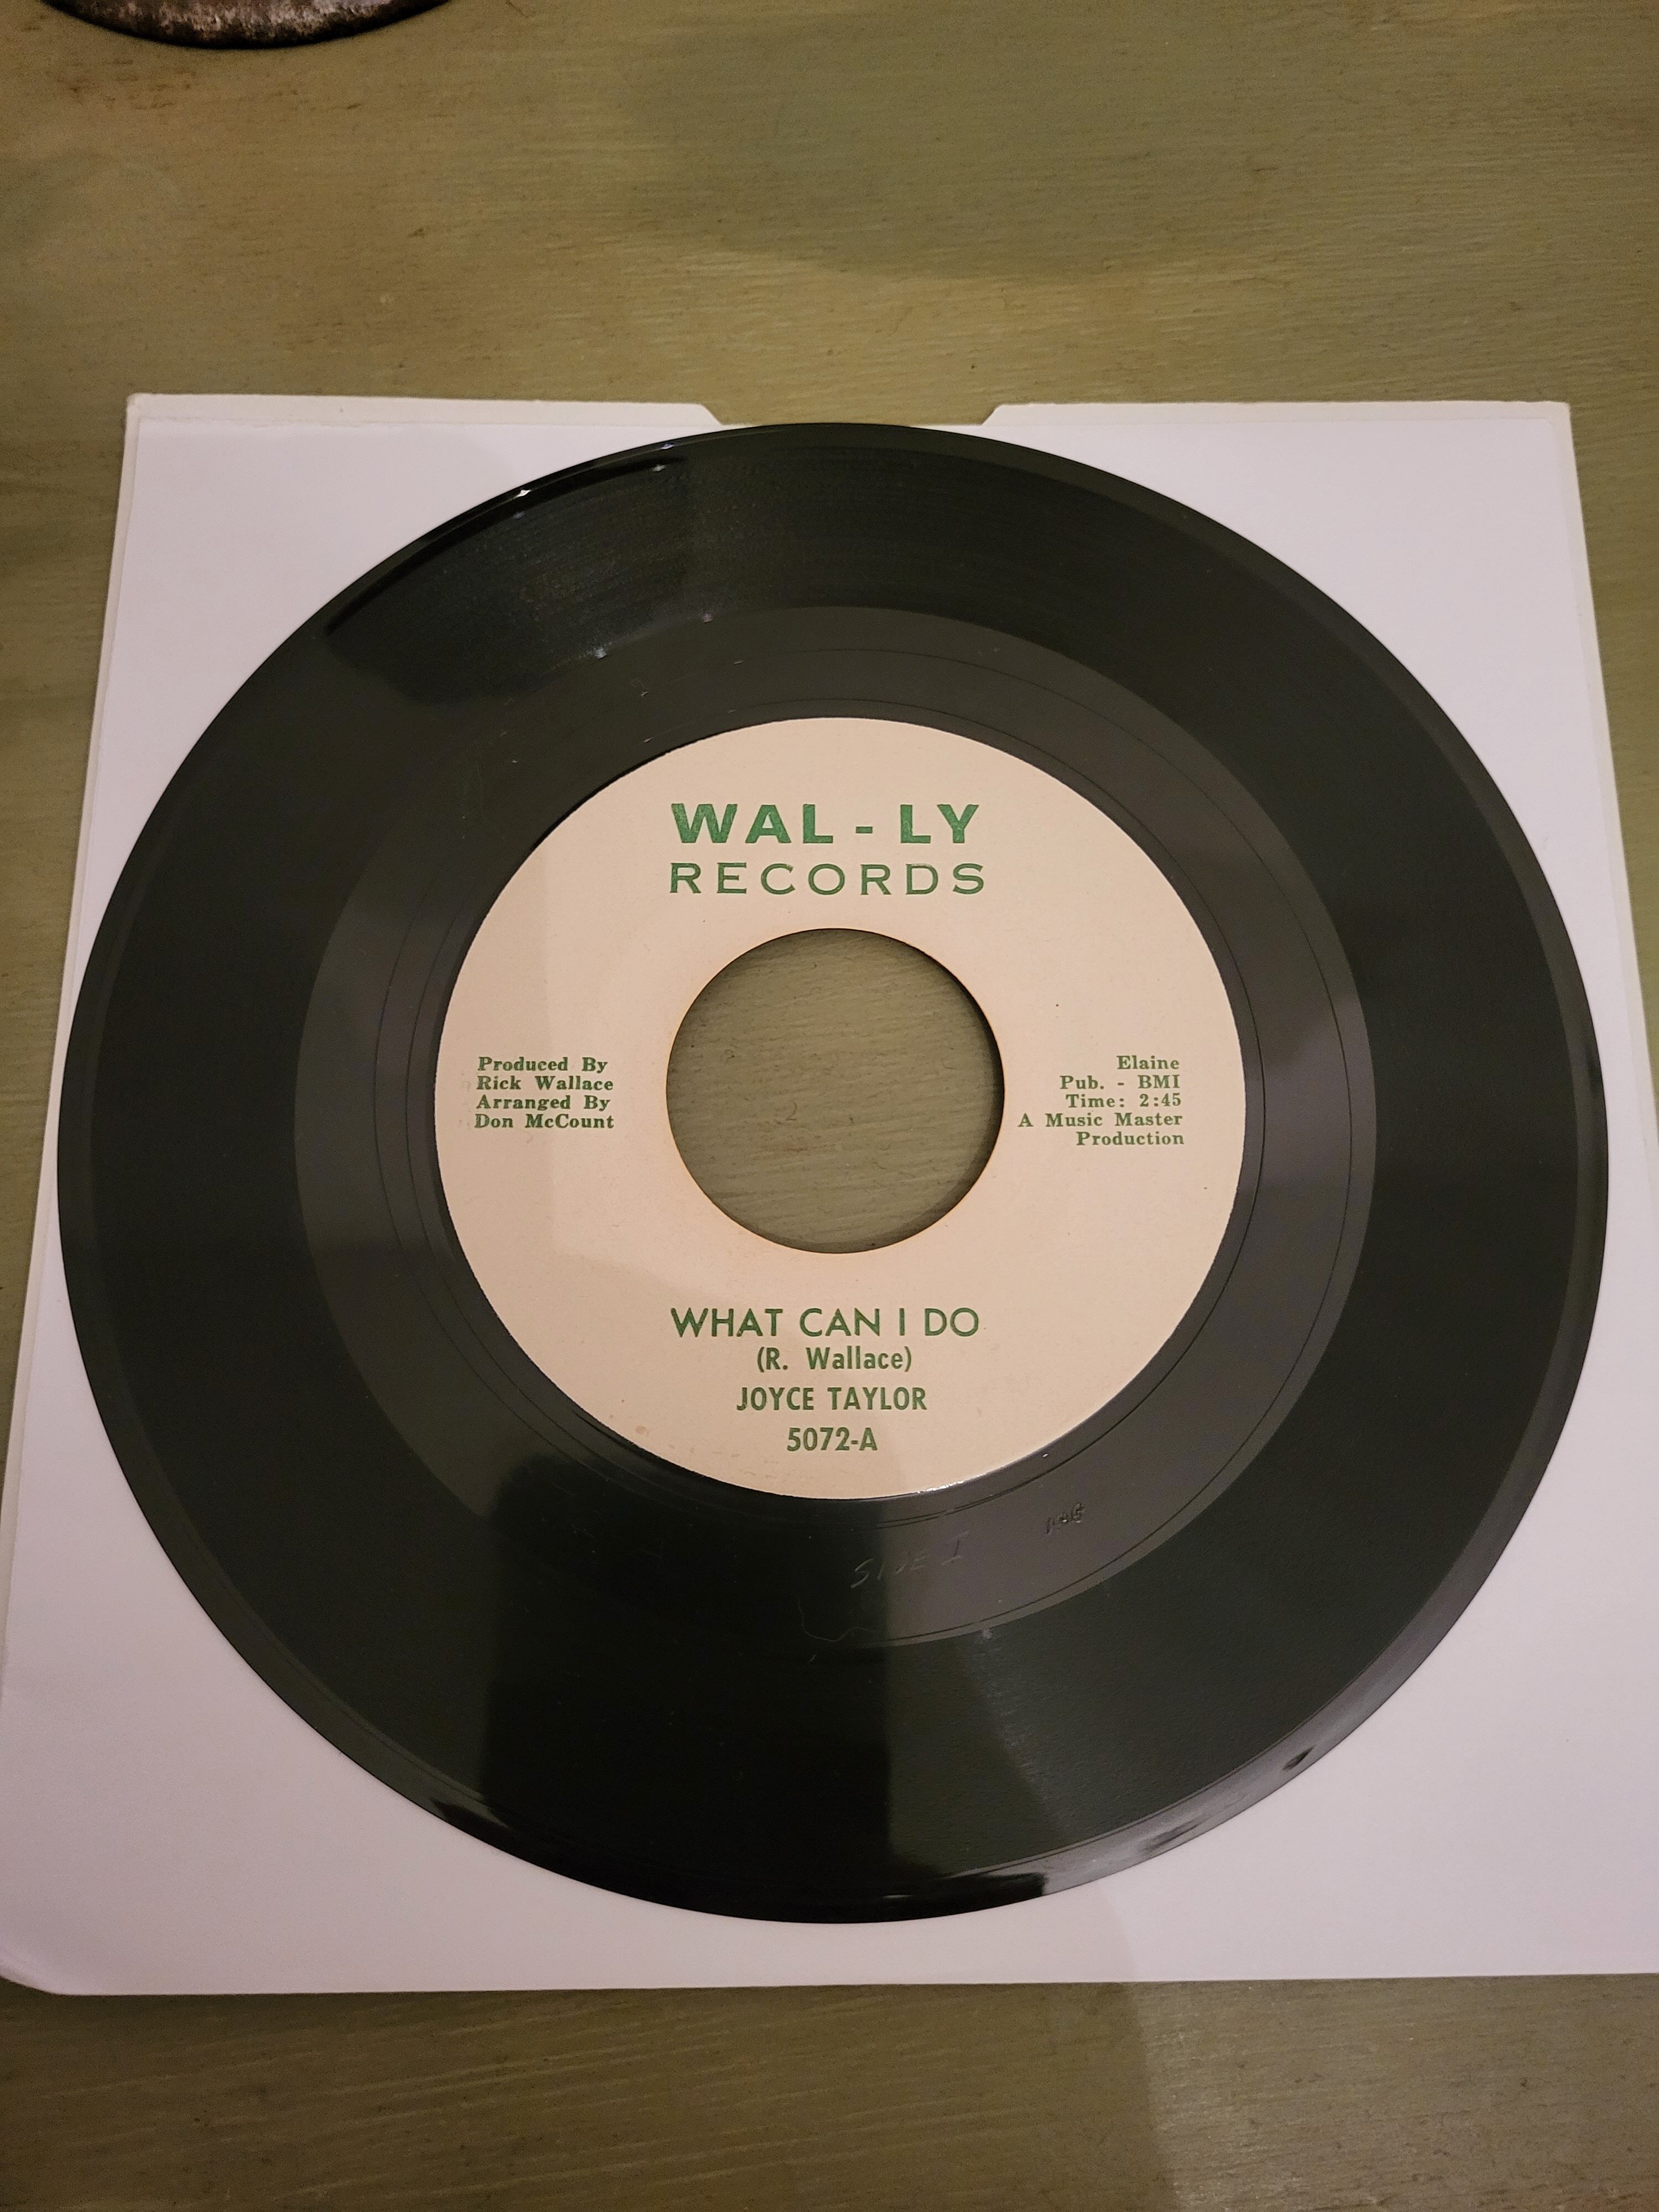 WAL-LY
RECORDS
Produced By
Rick Wallace
Arranged By
Don McCount
Elaine
Pub. - BMI
Time: 2:45
A Music Master
Production
WHAT CAN I DO
(R. Wallace)
JOYCE TAYLOR
5072-A
SIDE I